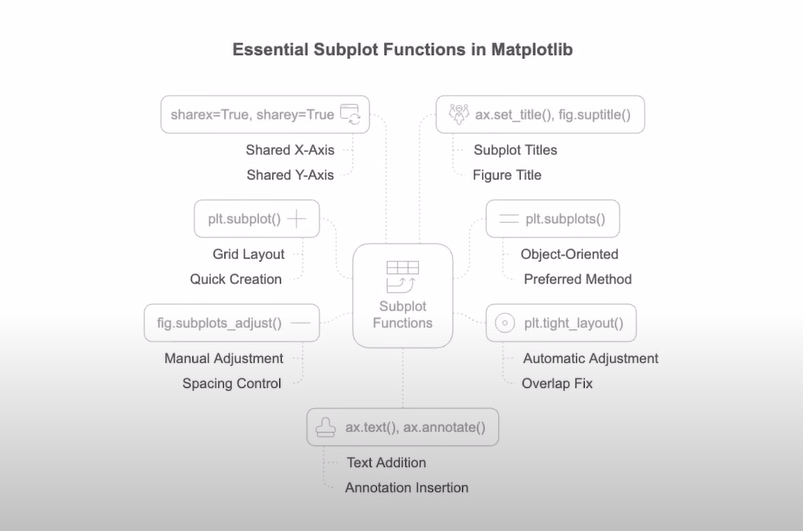 Essential Subplot Functions in Matplotlib
sharex=True, sharey=True
Shared X-Axis
Shared Y-Axis
ax.set_title(), fig.suptitle()
Subplot Titles
Figure Title
plt.subplot()
Grid Layout
Quick Creation
plt.subplots()
Object-Oriented
Preferred Method
Subplot
Functions
fig.subplots_adjust()
Manual Adjustment
Spacing Control
plt.tight_layout()
Automatic Adjustment
Overlap Fix
ax.text(), ax.annotate()
Text Addition
Annotation Insertion